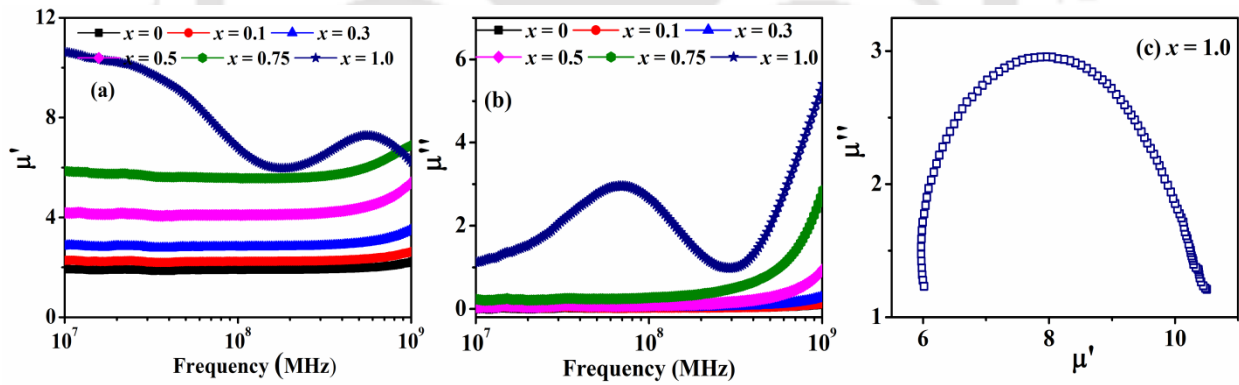 12
8
4
0
μ'
x = 0 x = 0.1 x = 0.3
x = 0.5 x = 0.75 x = 1.0
(a)
10^7 10^8 10^9
Frequency (MHz)
6
4
2
0
μ''
x = 0 x = 0.1 x = 0.3
x = 0.5 x = 0.75 x = 1.0
(b)
10^7 10^8 10^9
Frequency (MHz)
3
2
1
μ''
(c) x = 1.0
6 8 10
μ'